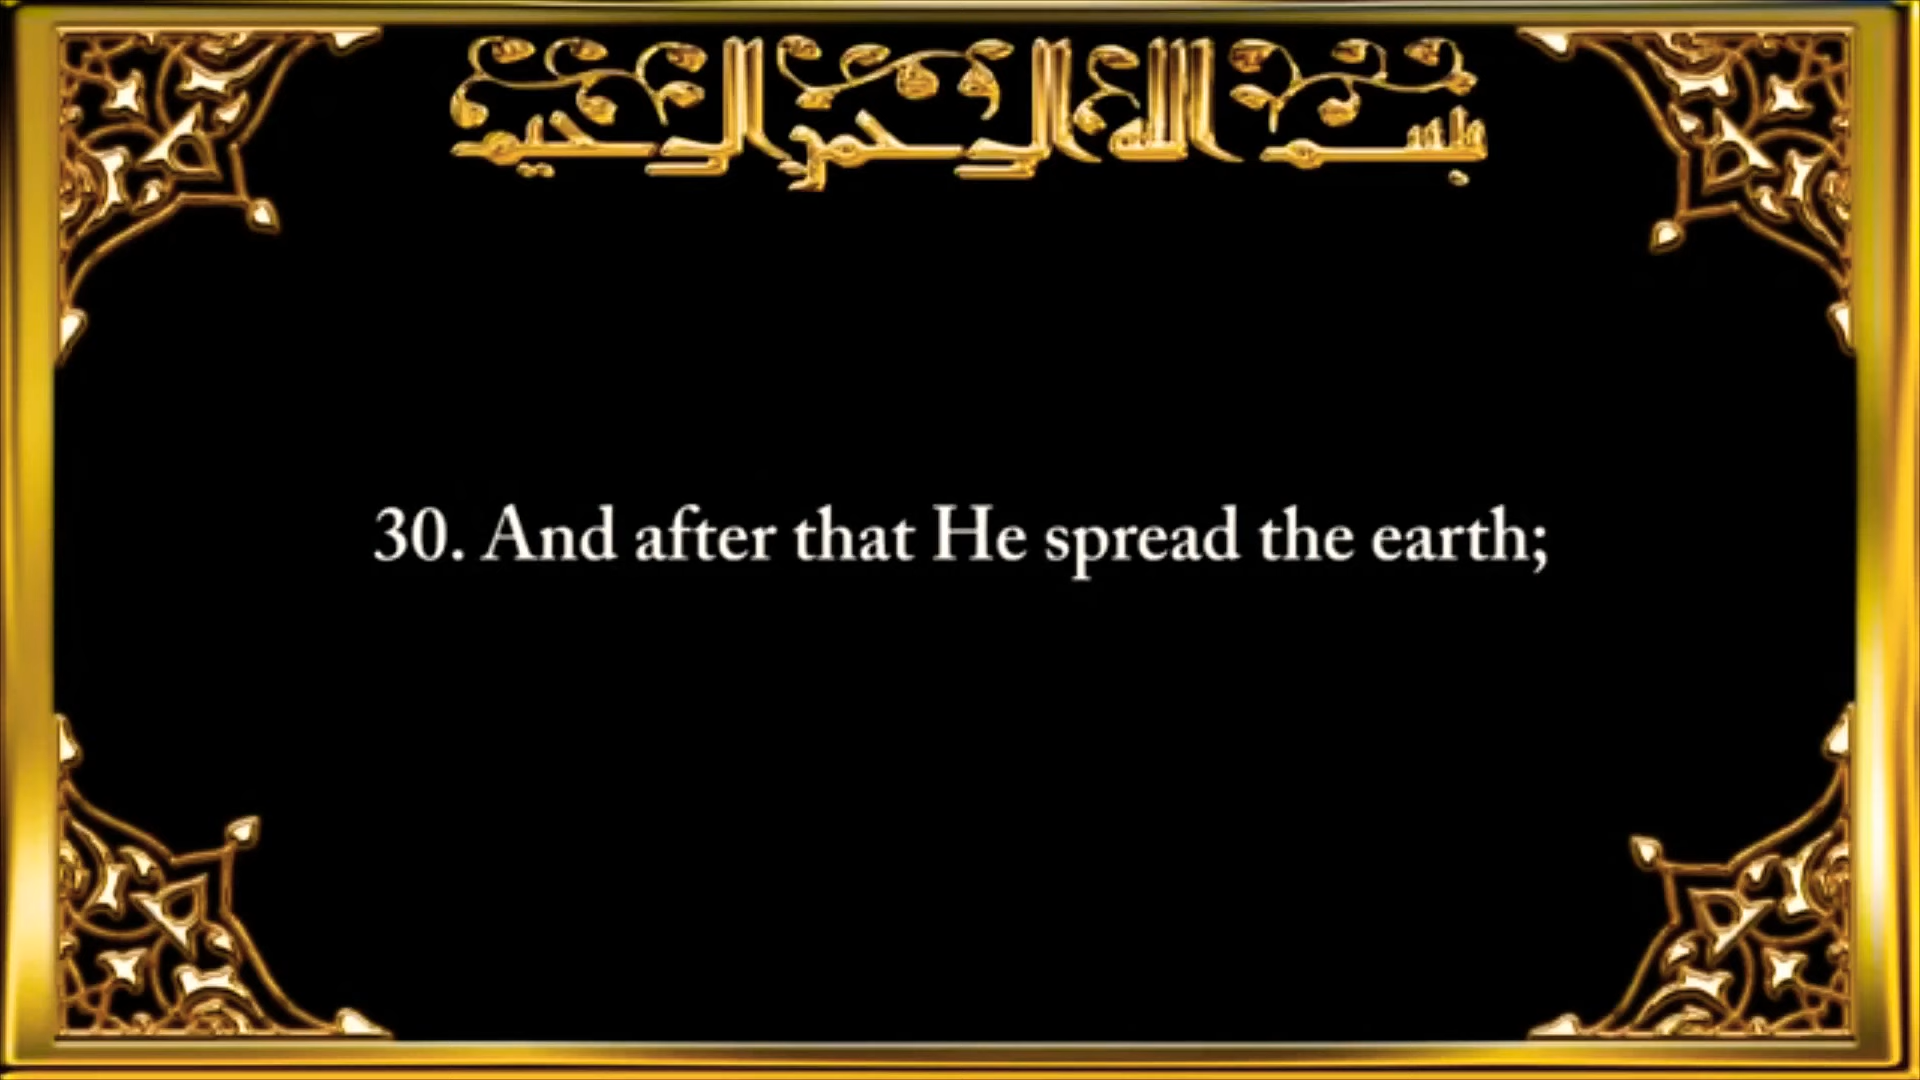 بسم الله الرحمن الرحيم
30. And after that He spread the earth;